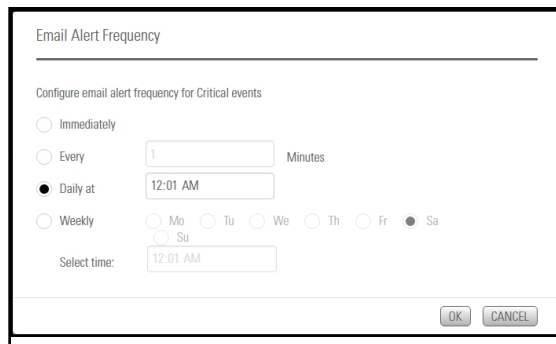 Email Alert Frequency
Configure email alert frequency for Critical events
Immediately
Every 1 Minutes
Daily at 12:01 AM
Weekly Mo Tu We Th Fr Sa
Su
Select time: 12:01 AM
OK CANCEL